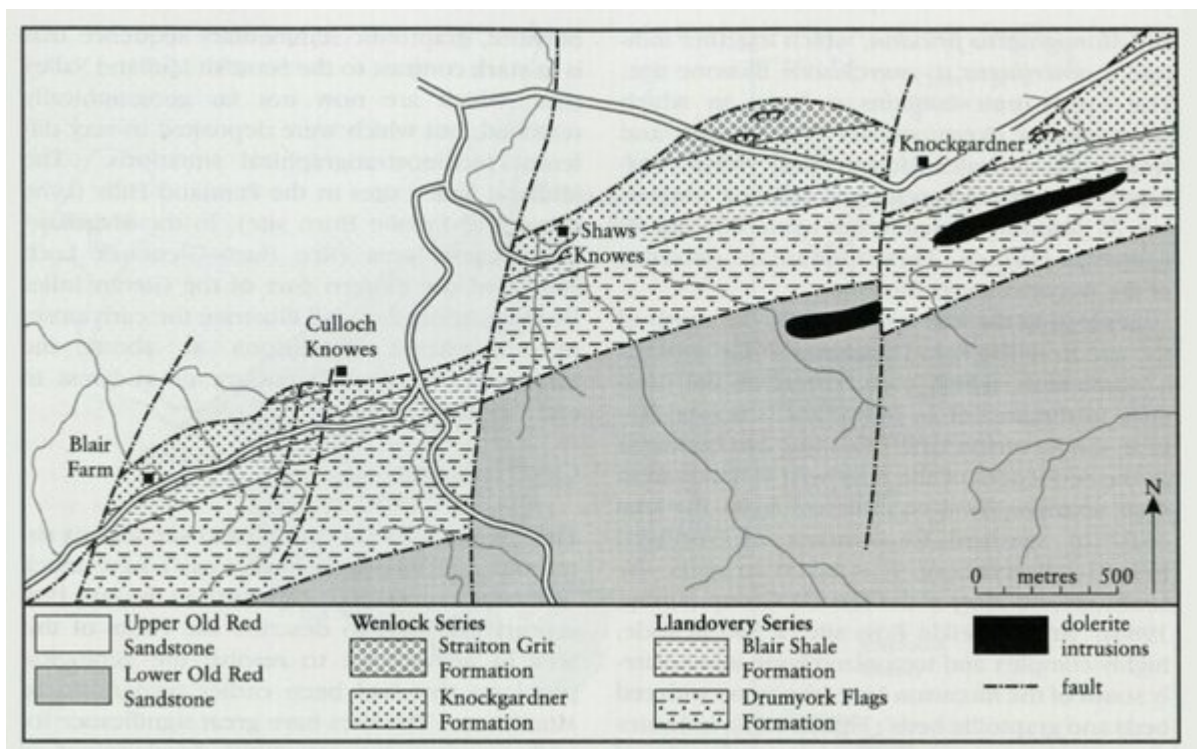 Knockgardner
Shaws
Knowes
Culloch
Knowes
Blair
Farm
N
0 metres 500
Upper Old Red
Sandstone
Lower Old Red
Sandstone
Wenlock Series
Straiton Grit
Formation
Knockgardner
Formation
Llandovery Series
Blair Shale
Formation
Drumyork Flags
Formation
dolerite
intrusions
fault